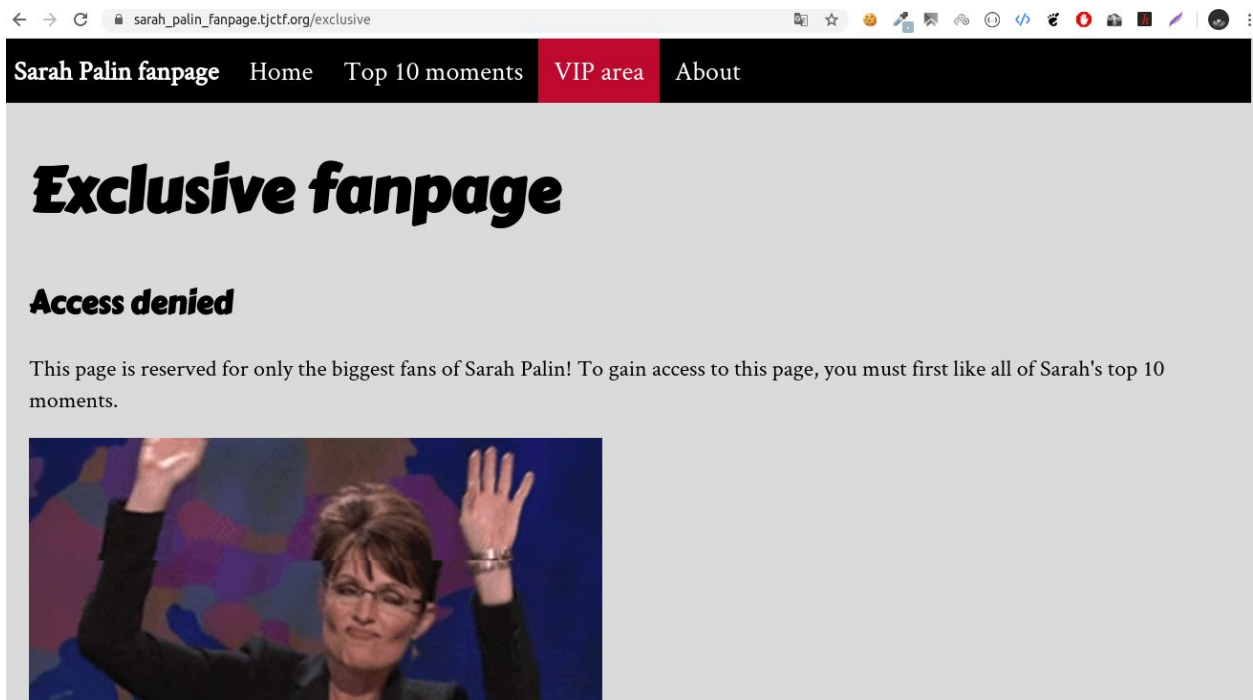 sarah_palin_fanpage.tjctf.org/exclusive
Sarah Palin fanpage Home Top 10 moments VIP area About
Exclusive fanpage
Access denied
This page is reserved for only the biggest fans of Sarah Palin! To gain access to this page, you must first like all of Sarah's top 10
moments.